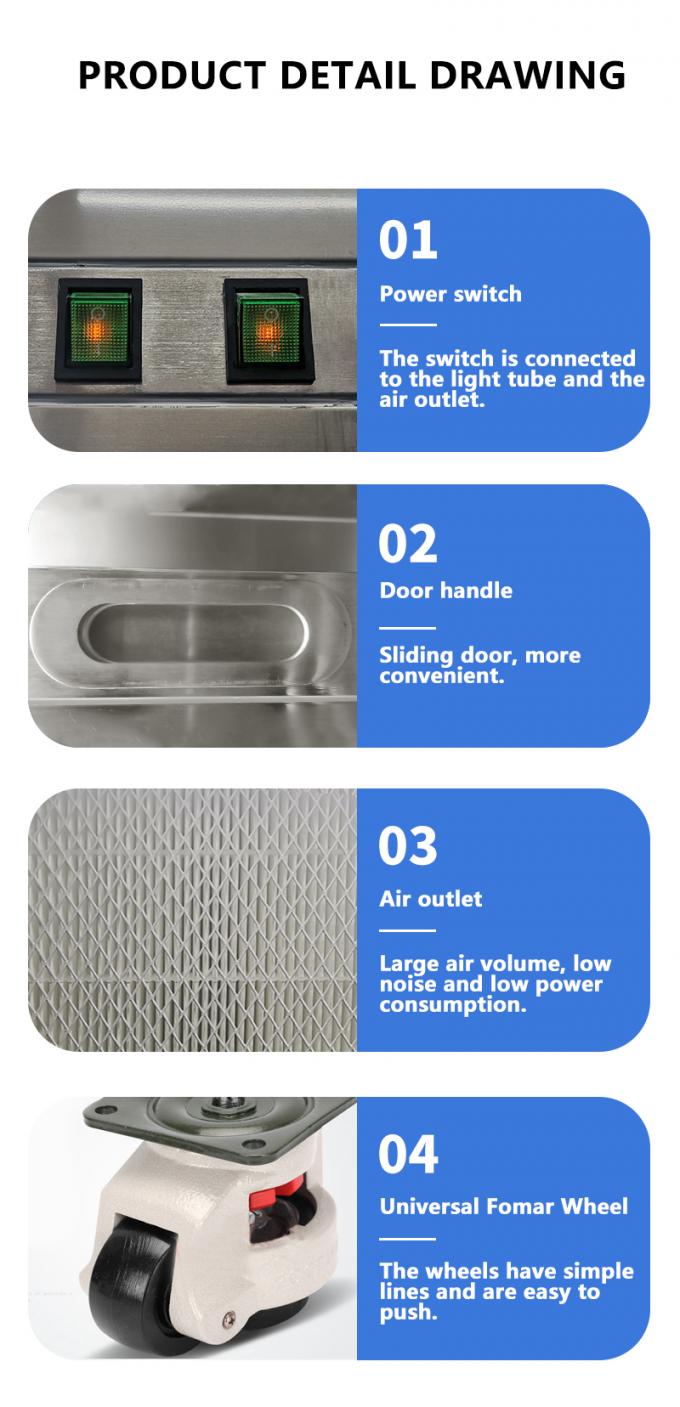 PRODUCT DETAIL DRAWING
01
Power switch
The switch is connected
to the light tube and the
air outlet.
02
Door handle
Sliding door, more
convenient.
03
Air outlet
Large air volume, low
noise and low power
consumption.
04
Universal Fomar Wheel
The wheels have simple
lines and are easy to
push.